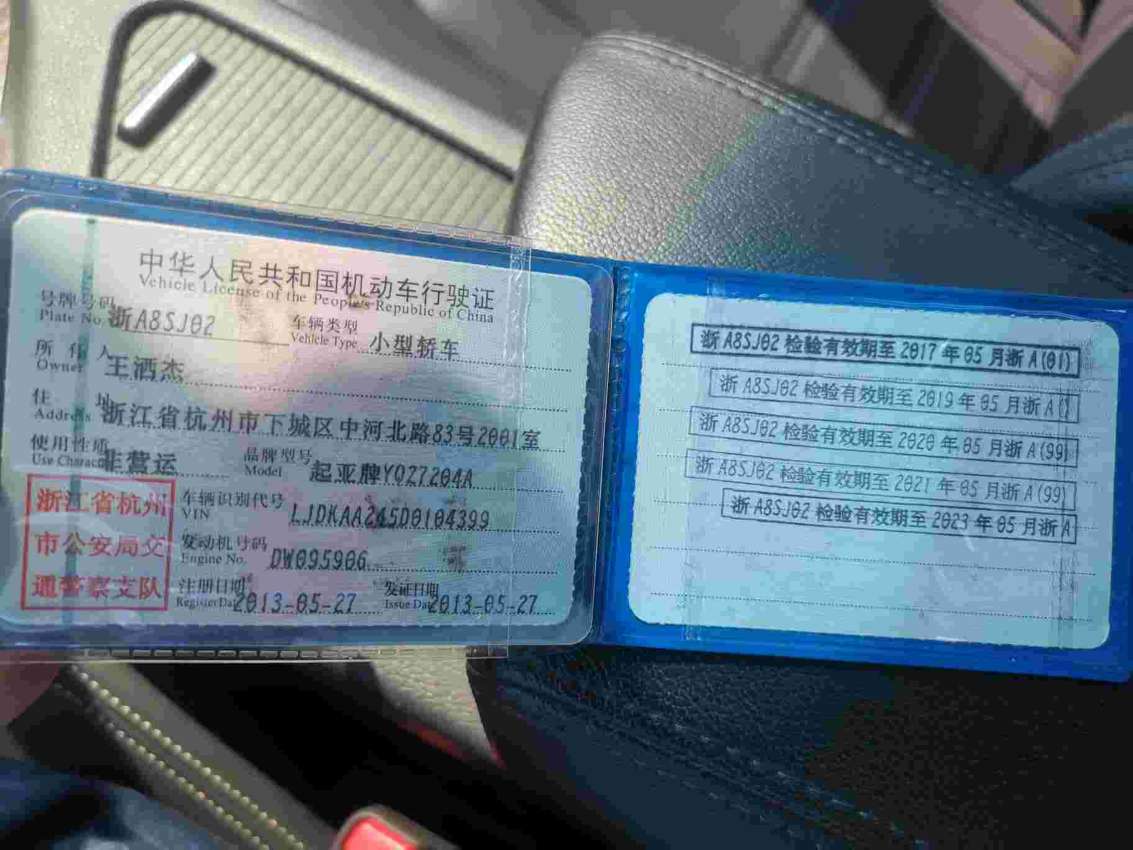 中华人民共和国机动车行驶证
Vehicle License of the People's Republic of China
号牌号码 浙A8SJ02 车辆类型 小型轿车
Plate No. Vehicle Type
所有人 王洒杰
Owner
住址 浙江省杭州市下城区中河北路83号2001室
Address
使用性质 非营运 品牌型号 起亚牌YQZ7204A
Use Character Model
浙江省杭州
市公安局交
通警察支队
车辆识别代号 LJDKAA245D0104399
VIN
发动机号码 DW095906
Engine No.
注册日期 2013-05-27 发证日期 2013-05-27
Register Date Issue Date
浙A8SJ02检验有效期至2017年05月浙A(01)
浙A8SJ02检验有效期至2019年05月浙A()
浙A8SJ02检验有效期至2020年05月浙A(99)
浙A8SJ02检验有效期至2021年05月浙A(99)
浙A8SJ02检验有效期至2023年05月浙A